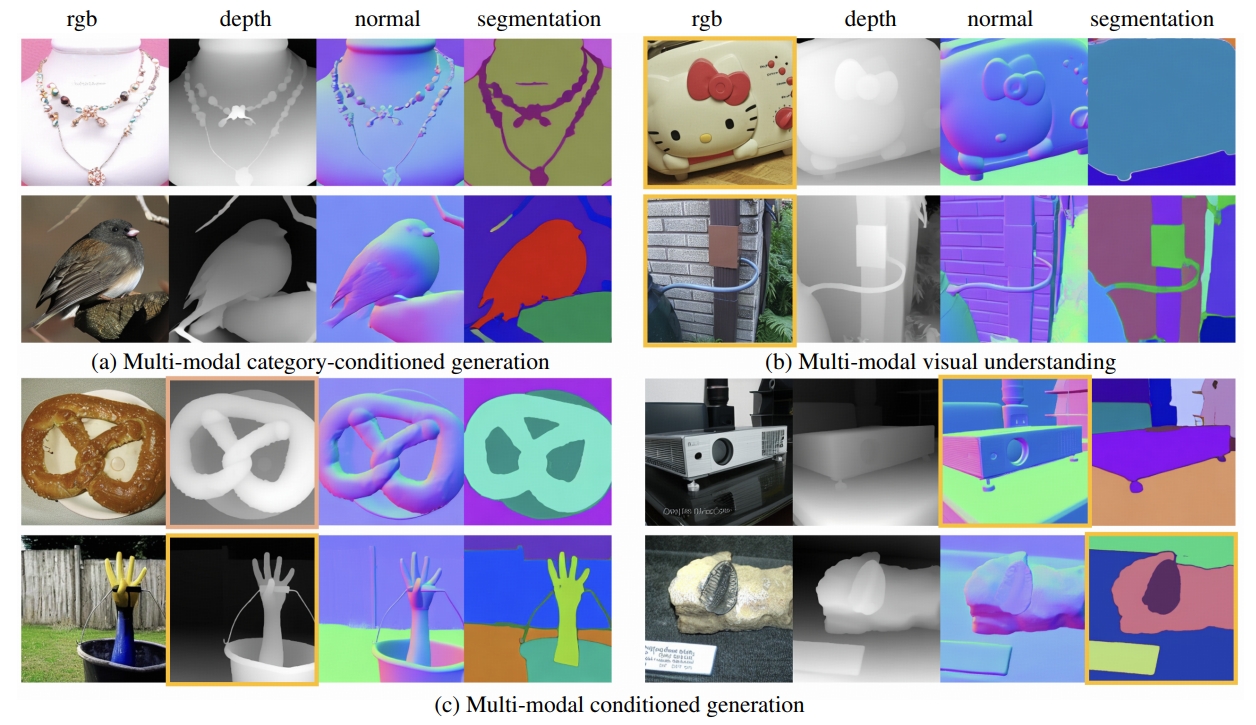 rgb depth normal segmentation rgb depth normal segmentation
(a) Multi-modal category-conditioned generation (b) Multi-modal visual understanding
(c) Multi-modal conditioned generation